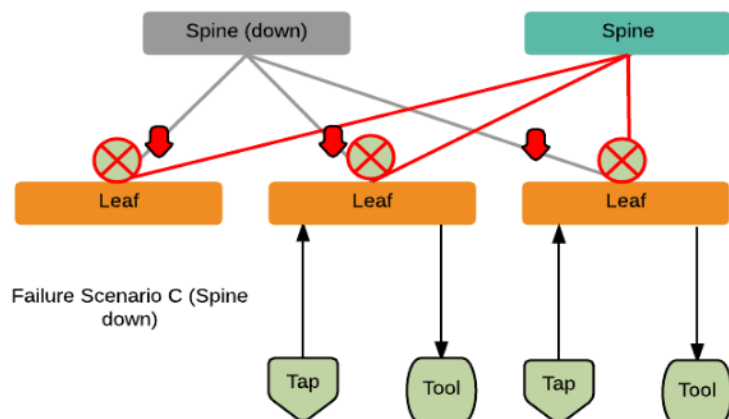 Spine (down)
Spine
Leaf
Leaf
Leaf
Failure Scenario C (Spine
down)
Tap
Tool
Tap
Tool